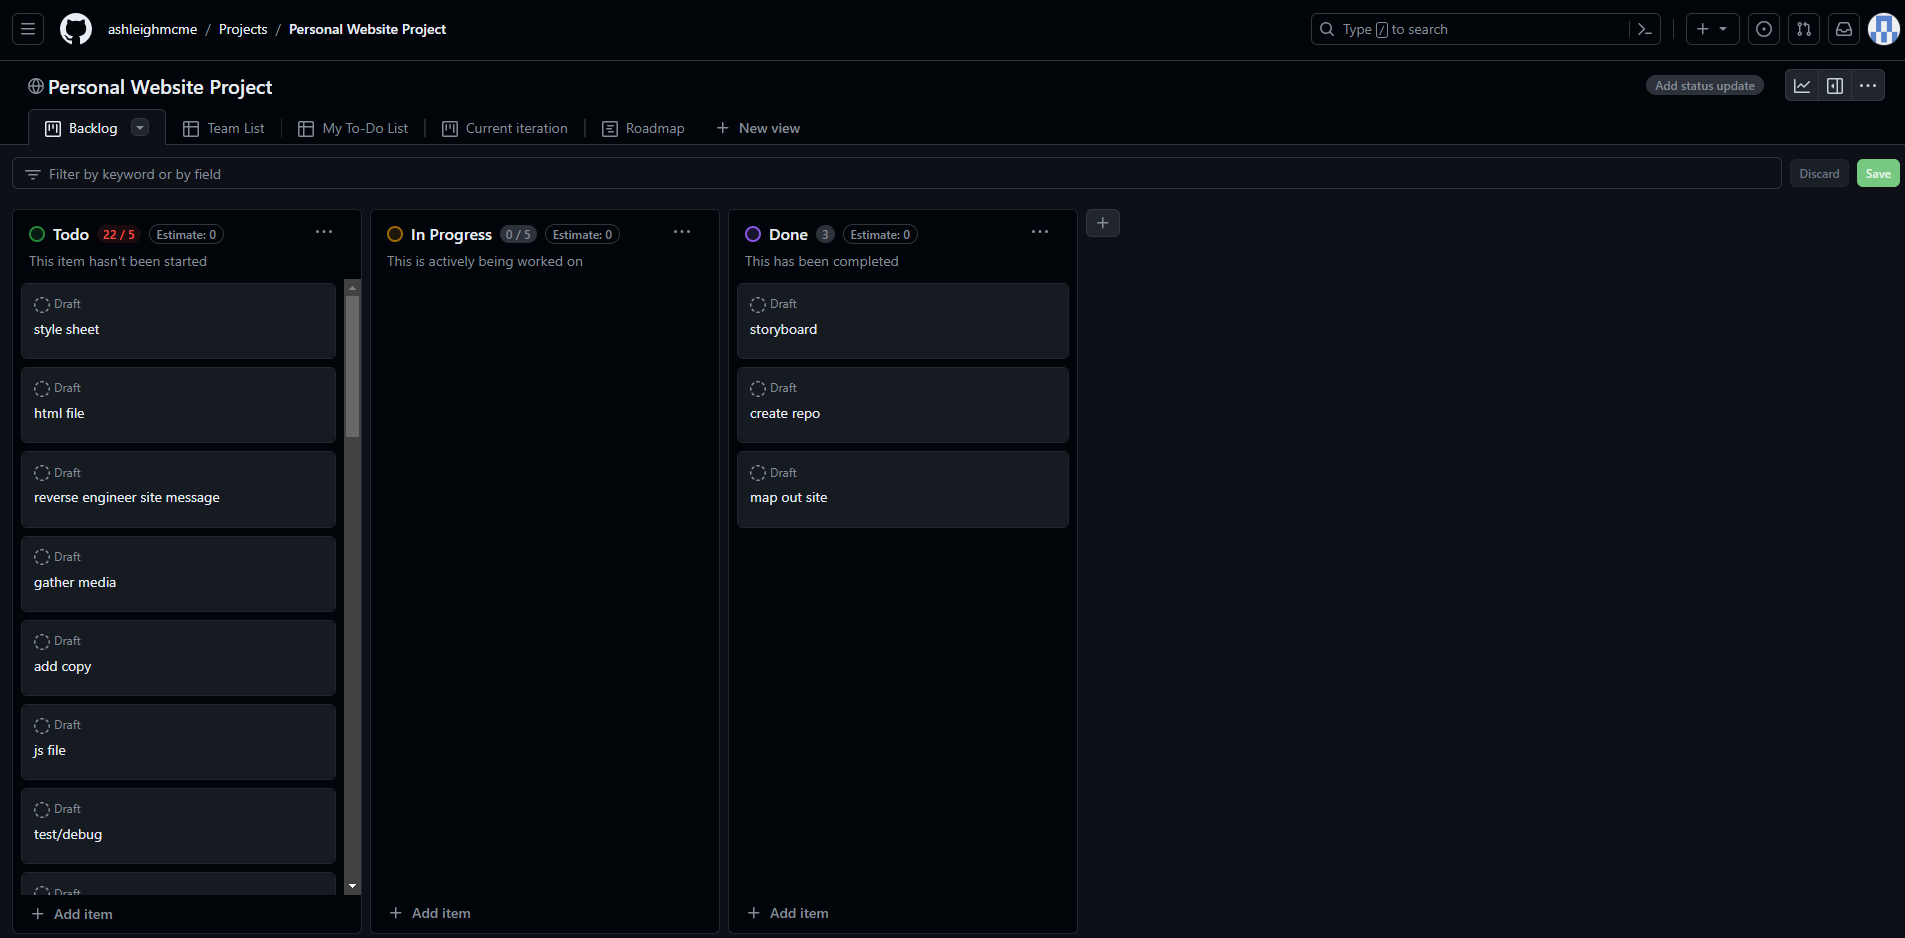 ashleighmcme / Projects / Personal Website Project
Type / to search
Personal Website Project
Add status update
Backlog
Team List
My To-Do List
Current iteration
Roadmap
New view
Filter by keyword or by field
Discard
Save
Todo 22 / 5 Estimate: 0
This item hasn't been started
Draft
style sheet
Draft
html file
Draft
reverse engineer site message
Draft
gather media
Draft
add copy
Draft
js file
Draft
test/debug
Draft
Add item
In Progress 0 / 5 Estimate: 0
This is actively being worked on
Add item
Done 3 Estimate: 0
This has been completed
Draft
storyboard
Draft
create repo
Draft
map out site
Add item